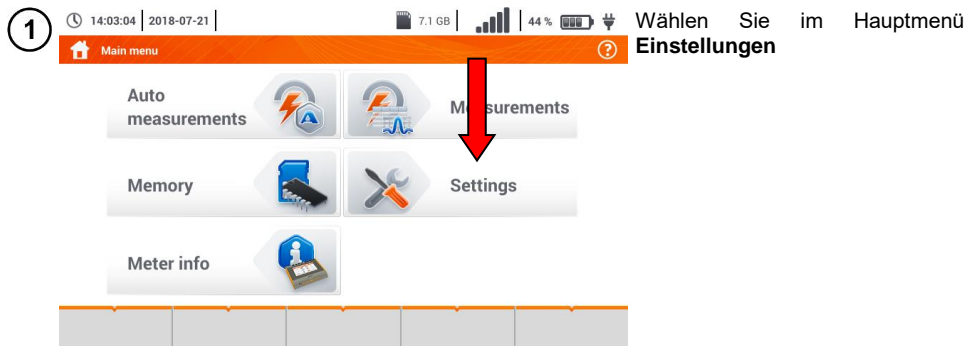 1
14:03:04 2018-07-21 7.1 GB 44 %
Wählen Sie im Hauptmenü
Einstellungen
Main menu ?
Auto
measurements
A
Memory
Settings
Meter info
i